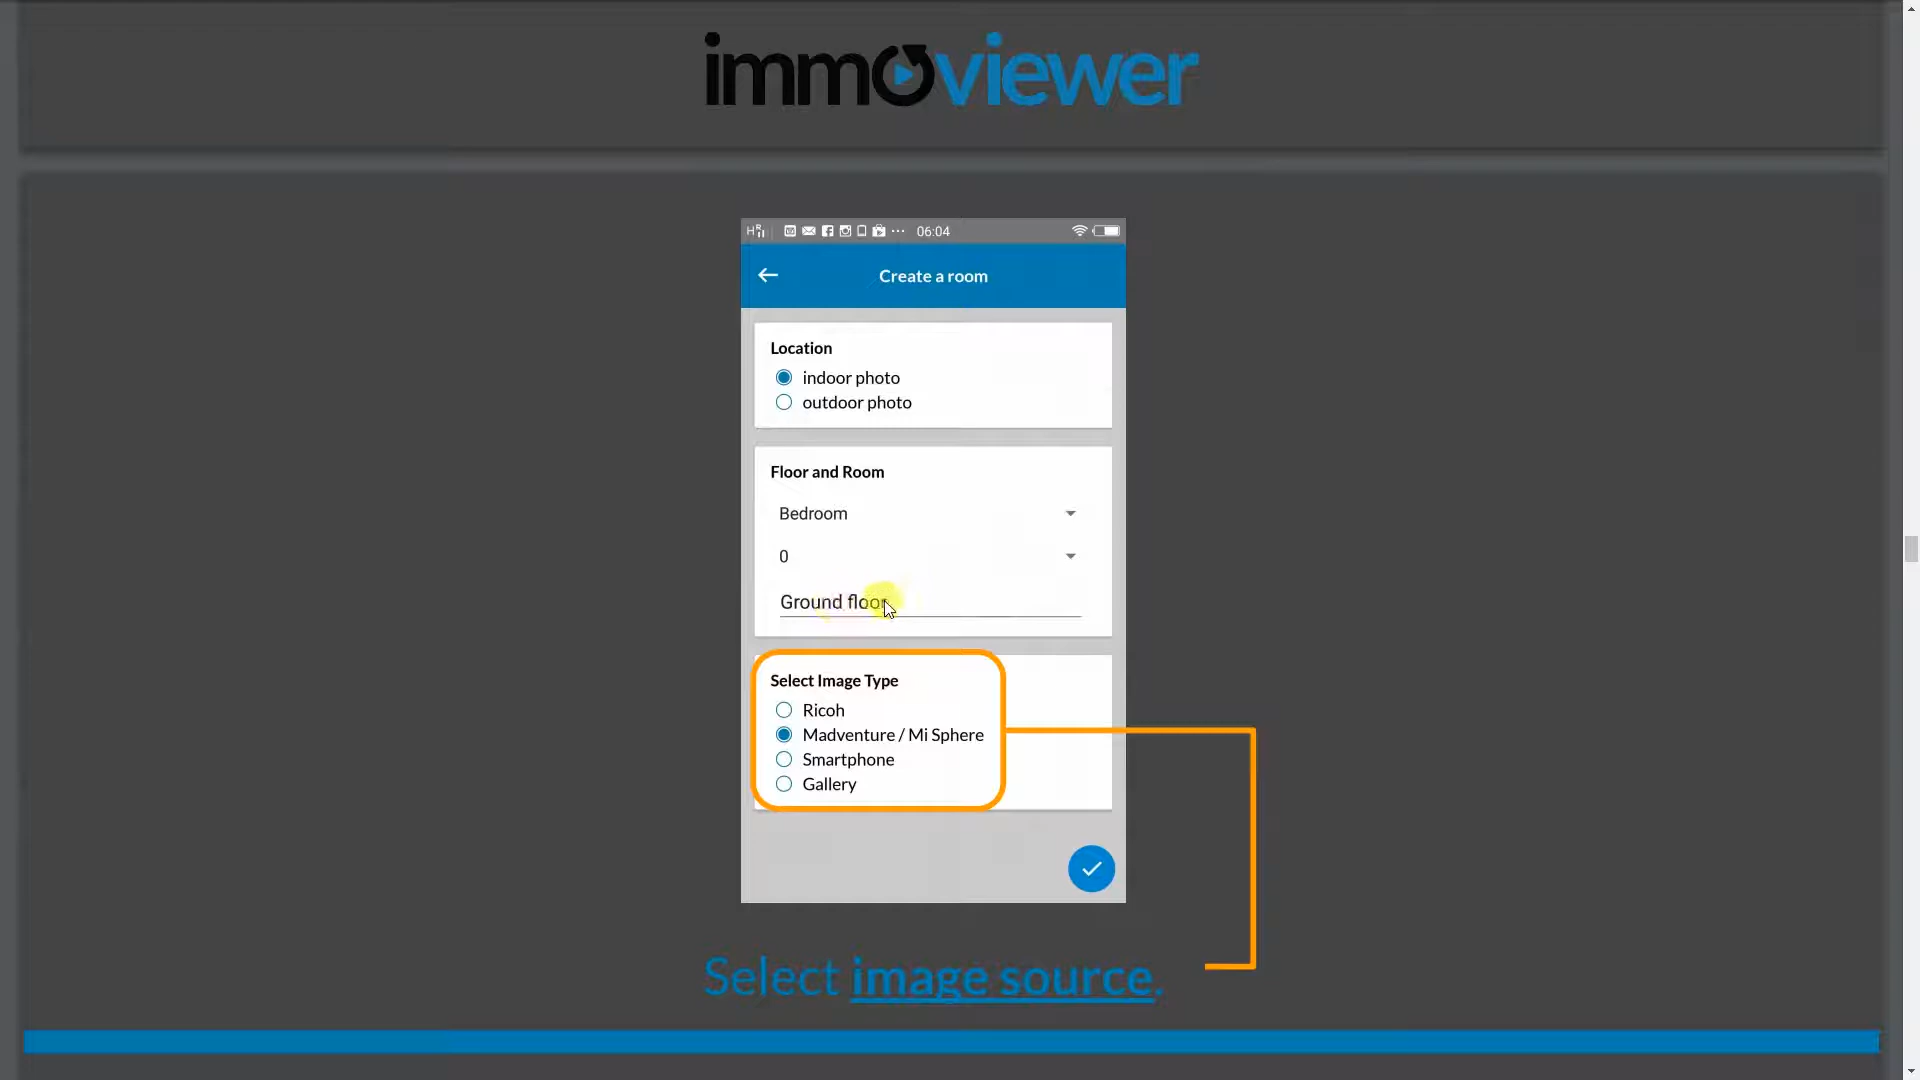 immoviewer
06:04
Create a room
Location
indoor photo
outdoor photo
Floor and Room
Bedroom
0
Ground floor
Select Image Type
Ricoh
Madventure / Mi Sphere
Smartphone
Gallery
Select image source.